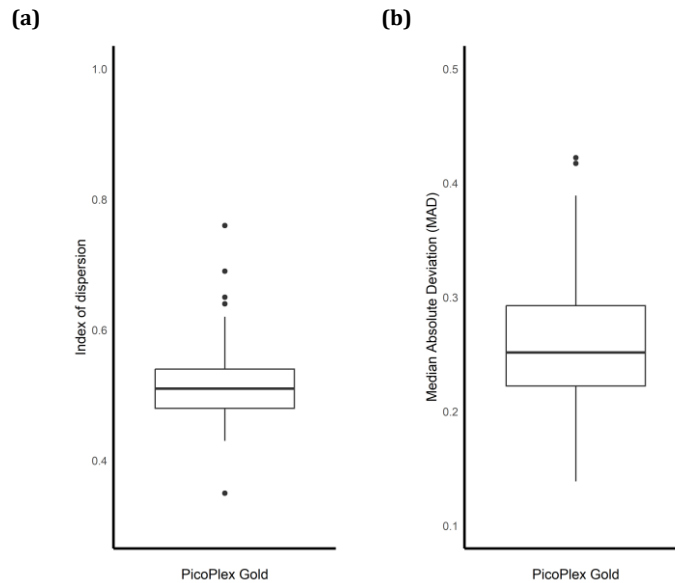 (a)
1.0
0.8
0.6
0.4
Index of dispersion
PicoPlex Gold
(b)
0.5
0.4
0.3
0.2
0.1
Median Absolute Deviation (MAD)
PicoPlex Gold